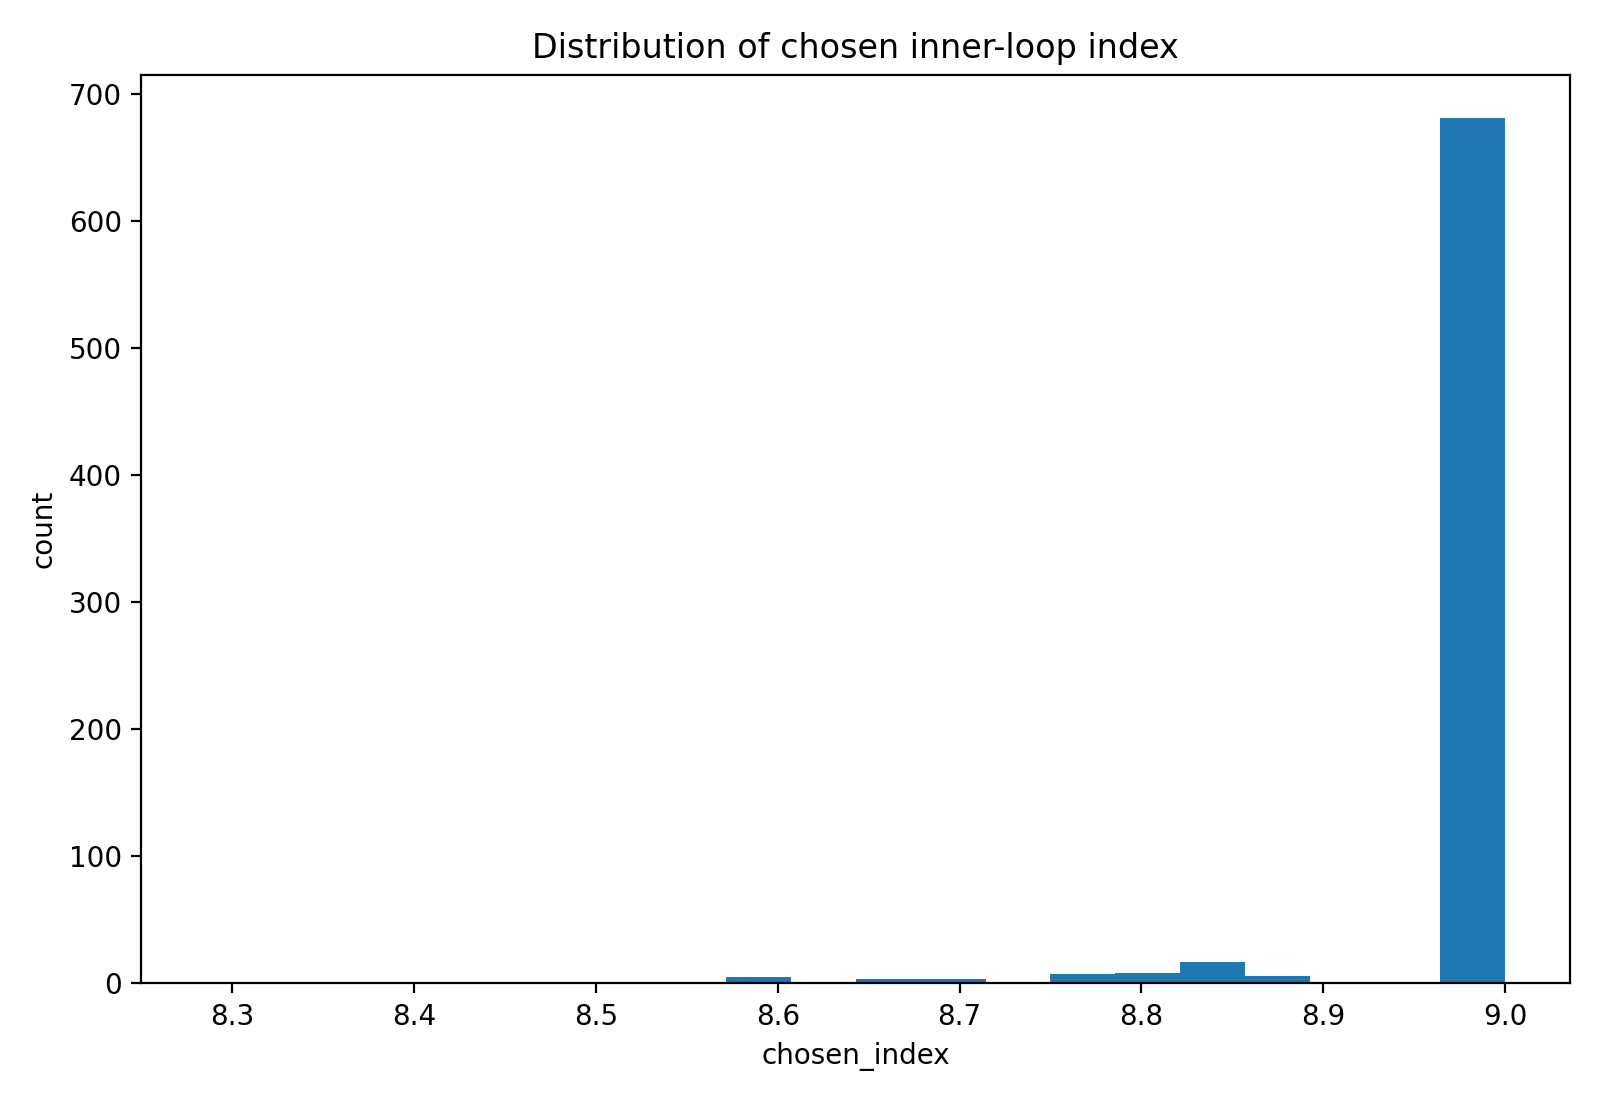 Distribution of chosen inner-loop index
700
600
500
400
300
200
100
0
count
8.3 8.4 8.5 8.6 8.7 8.8 8.9 9.0
chosen_index